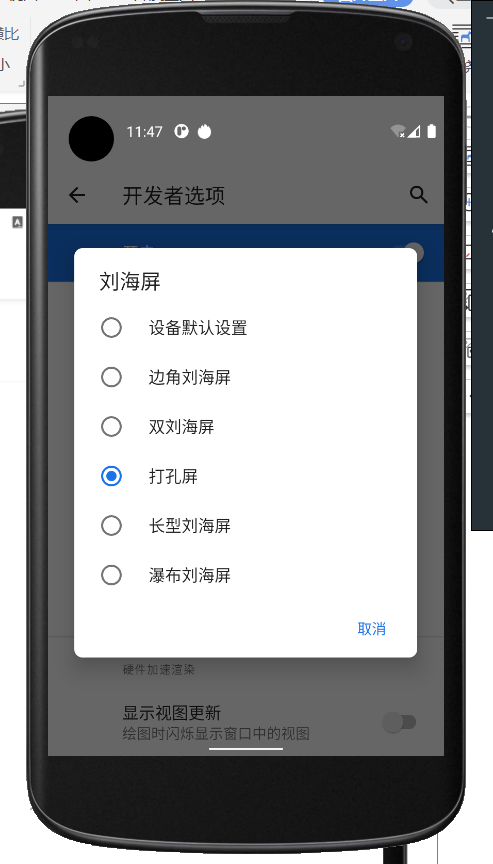 横比
小
11:47
开发者选项
刘海屏
设备默认设置
边角刘海屏
双刘海屏
打孔屏
长型刘海屏
瀑布刘海屏
取消
硬件加速渲染
显示视图更新
绘图时闪烁显示窗口中的视图